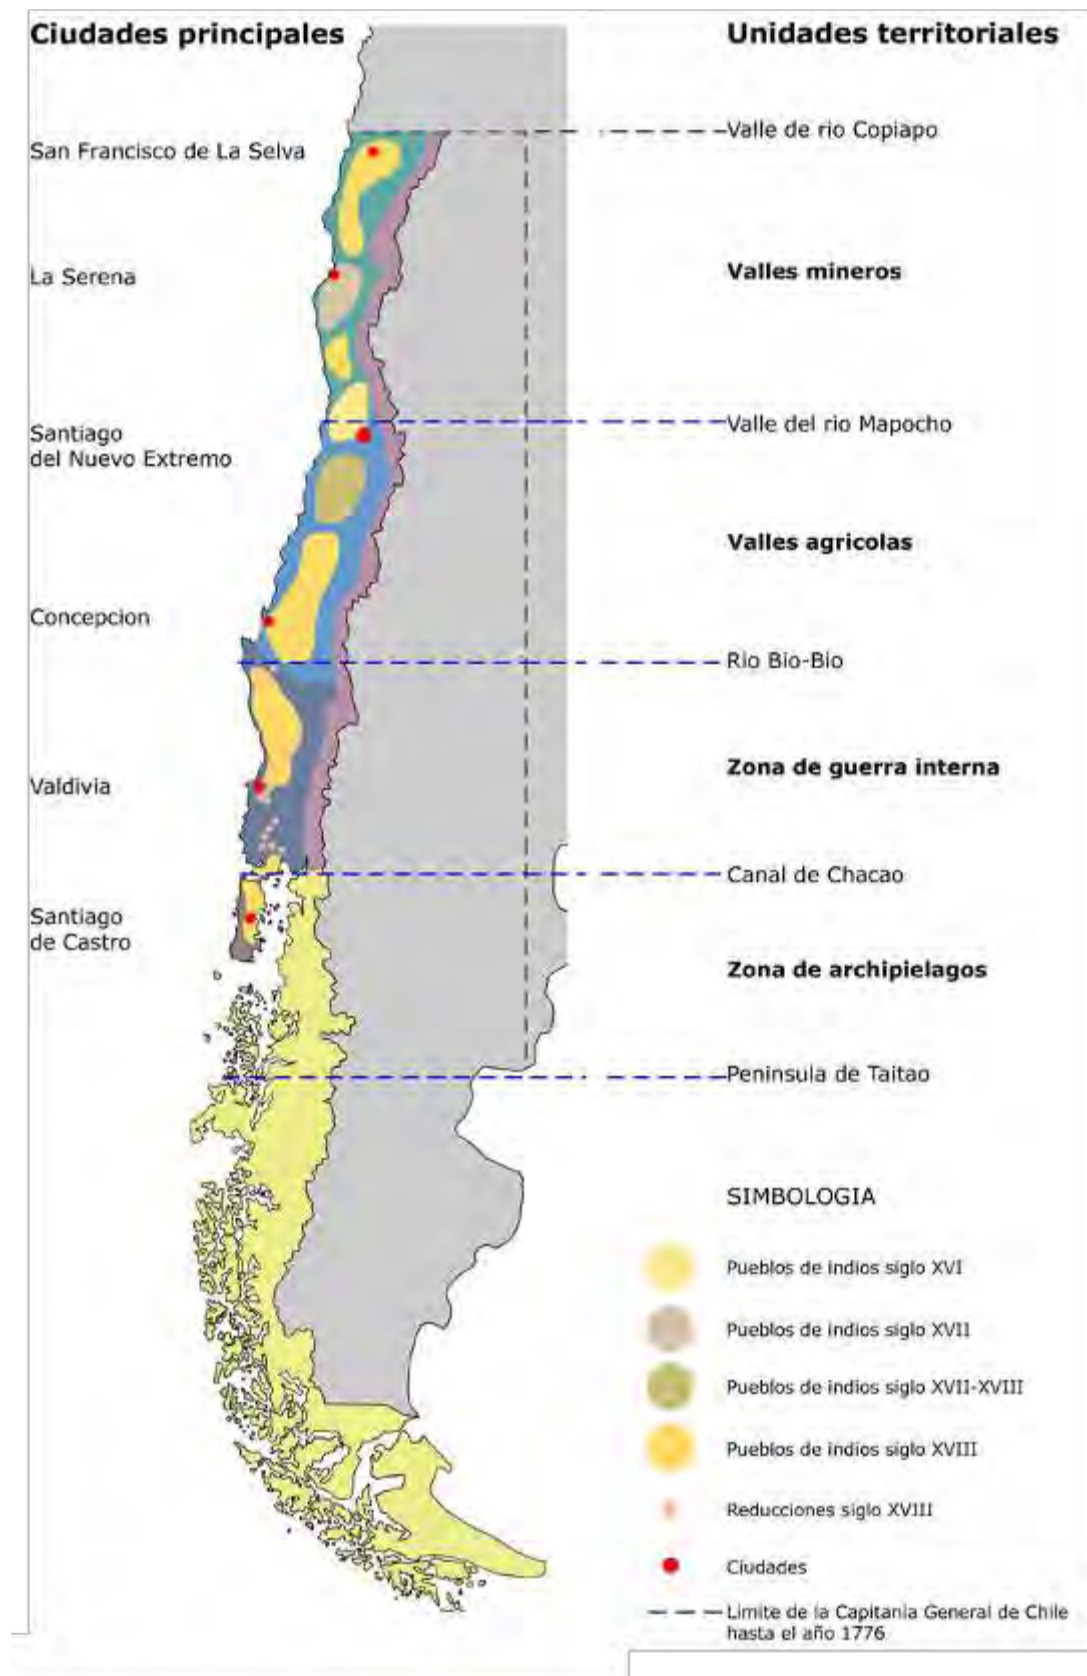 Ciudades principales
San Francisco de La Selva
La Serena
Santiago
del Nuevo Extremo
Concepcion
Valdivia
Santiago
de Castro
Unidades territoriales
Valle de rio Copiapo
Valles mineros
Valle del rio Mapocho
Valles agricolas
Rio Bio-Bio
Zona de guerra interna
Canal de Chacao
Zona de archipielagos
Peninsula de Taitao
SIMBOLOGIA
Pueblos de indios siglo XVI
Pueblos de indios siglo XVII
Pueblos de indios siglo XVII-XVIII
Pueblos de indios siglo XVIII
Reducciones siglo XVIII
Ciudades
Limite de la Capitania General de Chile
hasta el año 1776